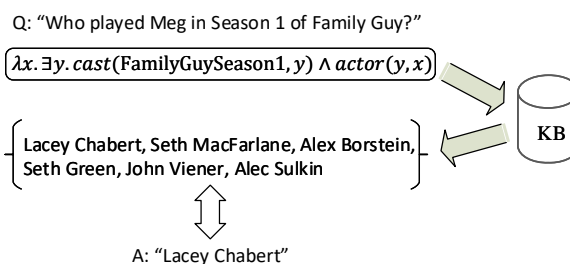 Q: “Who played Meg in Season 1 of Family Guy?”
λx.∃y.cast(FamilyGuySeason1, y) ∧ actor(y, x)
KB
Lacey Chabert, Seth MacFarlane, Alex Borstein,
Seth Green, John Viener, Alec Sulkin
A: “Lacey Chabert”